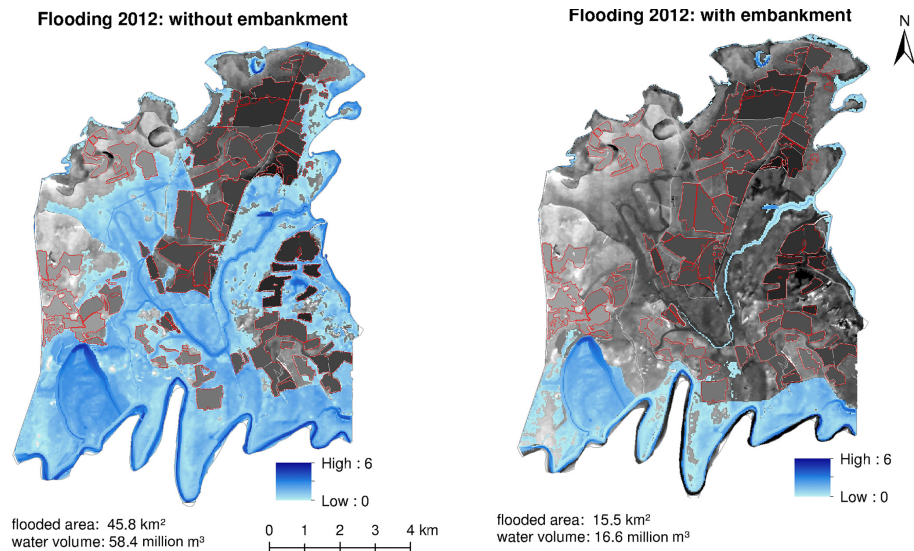 Flooding 2012: without embankment
Flooding 2012: with embankment
N
High : 6
Low : 0
flooded area: 45.8 km²
water volume: 58.4 million m³
0 1 2 3 4 km
High : 6
Low : 0
flooded area: 15.5 km²
water volume: 16.6 million m³